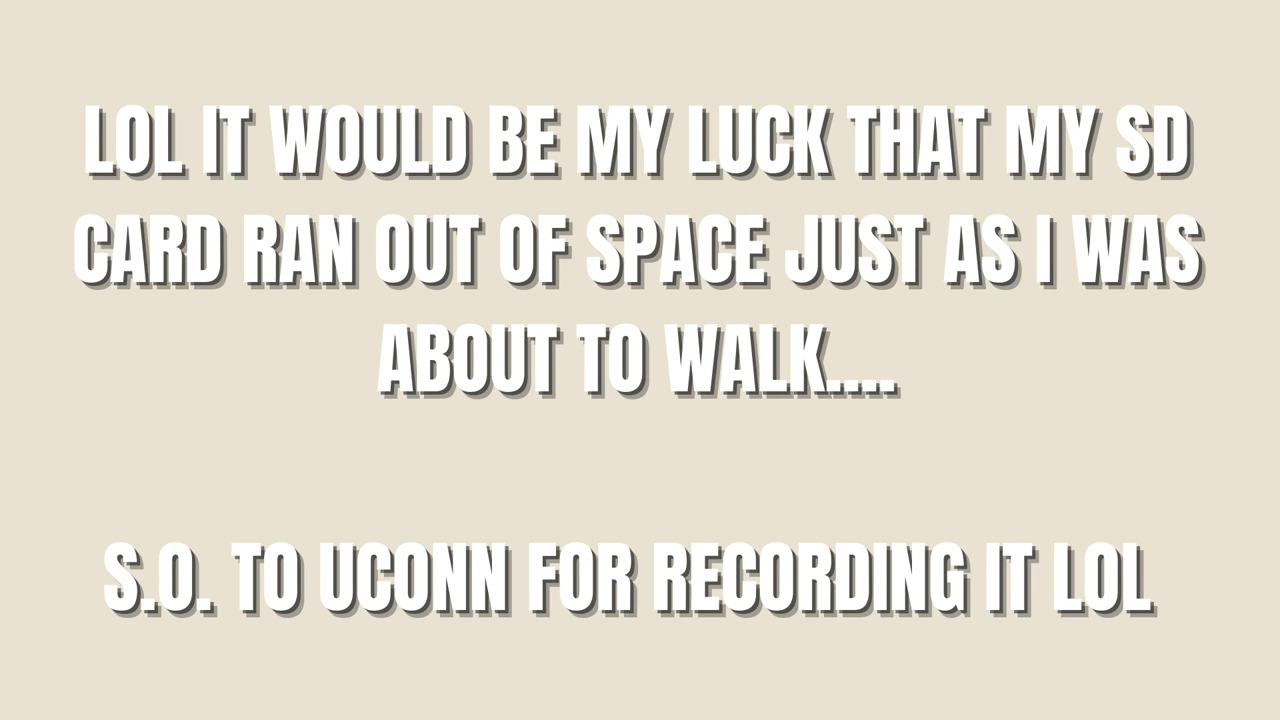 LOL IT WOULD BE MY LUCK THAT MY SD
CARD RAN OUT OF SPACE JUST AS I WAS
ABOUT TO WALK....
S.O. TO UCONN FOR RECORDING IT LOL